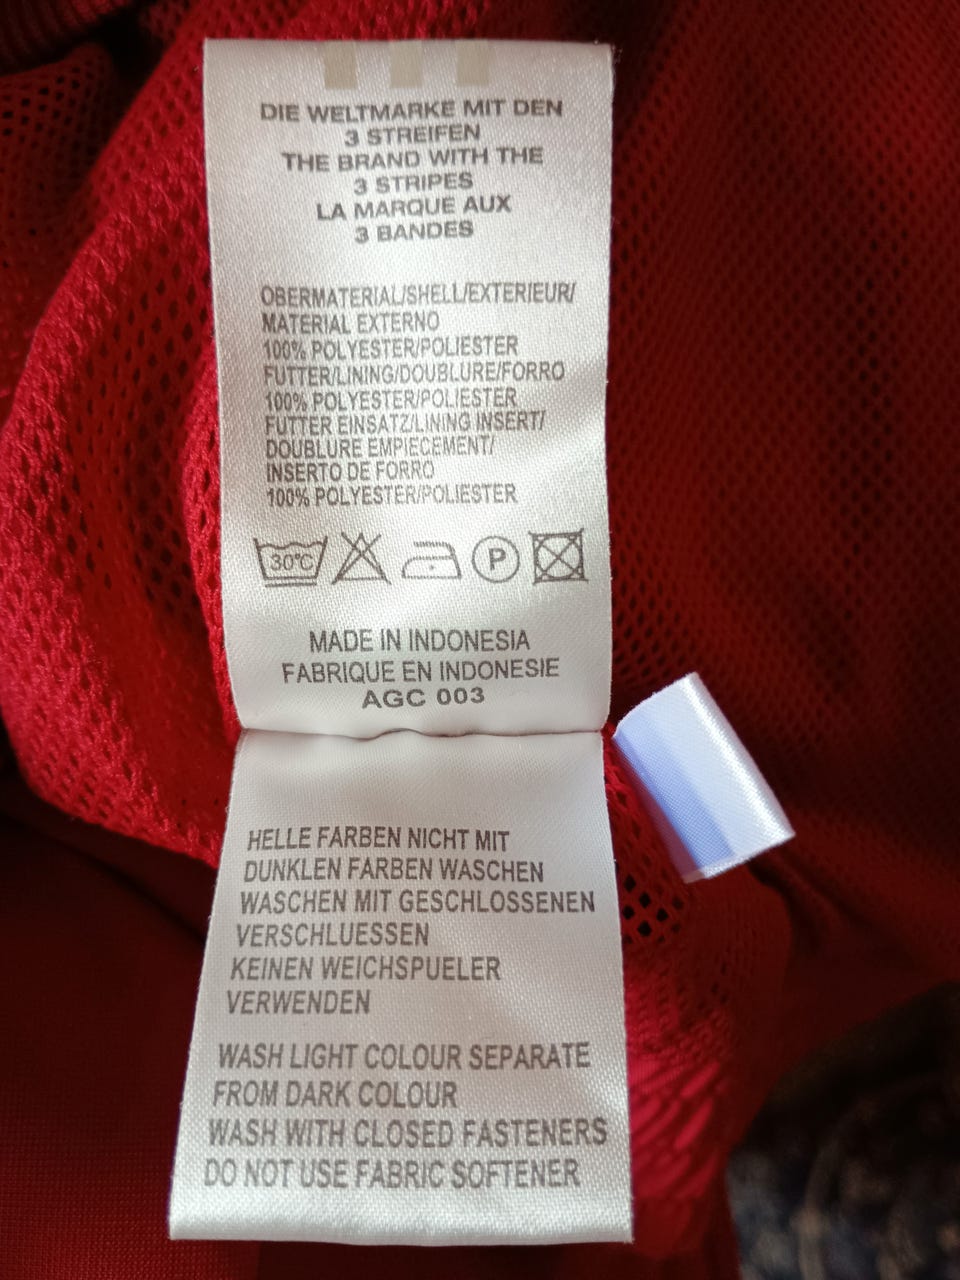 DIE WELTMARKE MIT DEN
3 STREIFEN
THE BRAND WITH THE
3 STRIPES
LA MARQUE AUX
3 BANDES
OBERMATERIAL/SHELL/EXTERIEUR/
MATERIAL EXTERNO
100% POLYESTER/POLIESTER
FUTTER/LINING/DOUBLURE/FORRO
100% POLYESTER/POLIESTER
FUTTER EINSATZ/LINING INSERT/
DOUBLURE EMPIECEMENT/
INSERTO DE FORRO
100% POLYESTER/POLIESTER
30°C P
MADE IN INDONESIA
FABRIQUE EN INDONESIE
AGC 003
HELLE FARBEN NICHT MIT
DUNKLEN FARBEN WASCHEN
WASCHEN MIT GESCHLOSSENEN
VERSCHLUESSEN
KEINEN WEICHSPUELER
VERWENDEN
WASH LIGHT COLOUR SEPARATE
FROM DARK COLOUR
WASH WITH CLOSED FASTENERS
DO NOT USE FABRIC SOFTENER